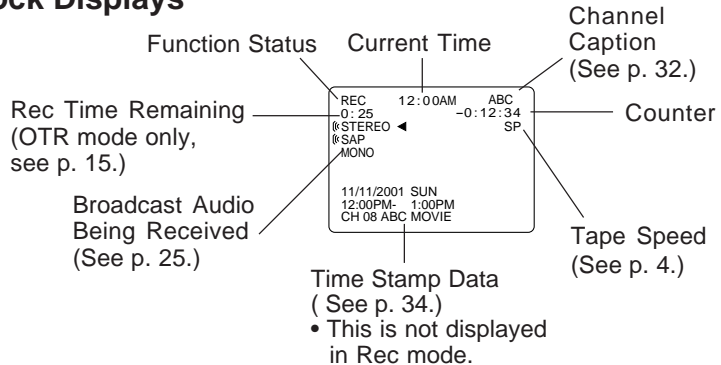 ock Displays
Function Status
Current Time
Channel
Caption
(See p. 32.)
Rec Time Remaining
(OTR mode only,
see p. 15.)
REC 12:00AM ABC
0:25 -0:12:34
STEREO ◄ SP
SAP
MONO
Counter
11/11/2001 SUN
12:00PM- 1:00PM
CH 08 ABC MOVIE
Broadcast Audio
Being Received
(See p. 25.)
Tape Speed
(See p. 4.)
Time Stamp Data
( See p. 34.)
• This is not displayed
in Rec mode.